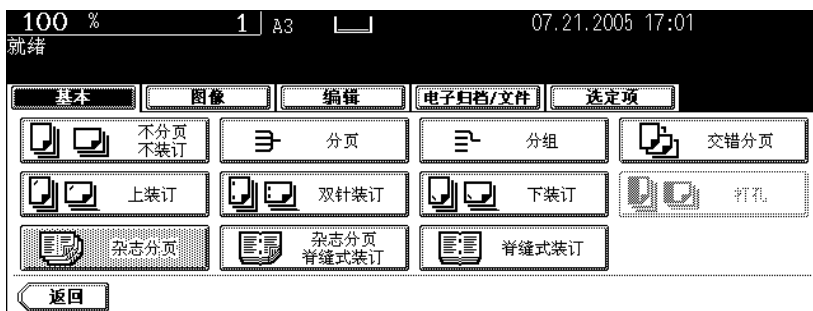 100 % 1 A3 07.21.2005 17:01
就绪
基本 图像 编辑 电子归档/文件 选定项
不分页
不装订
分页
分组
交错分页
上装订
双针装订
下装订
打孔
杂志分页
杂志分页
脊缝式装订
脊缝式装订
返回